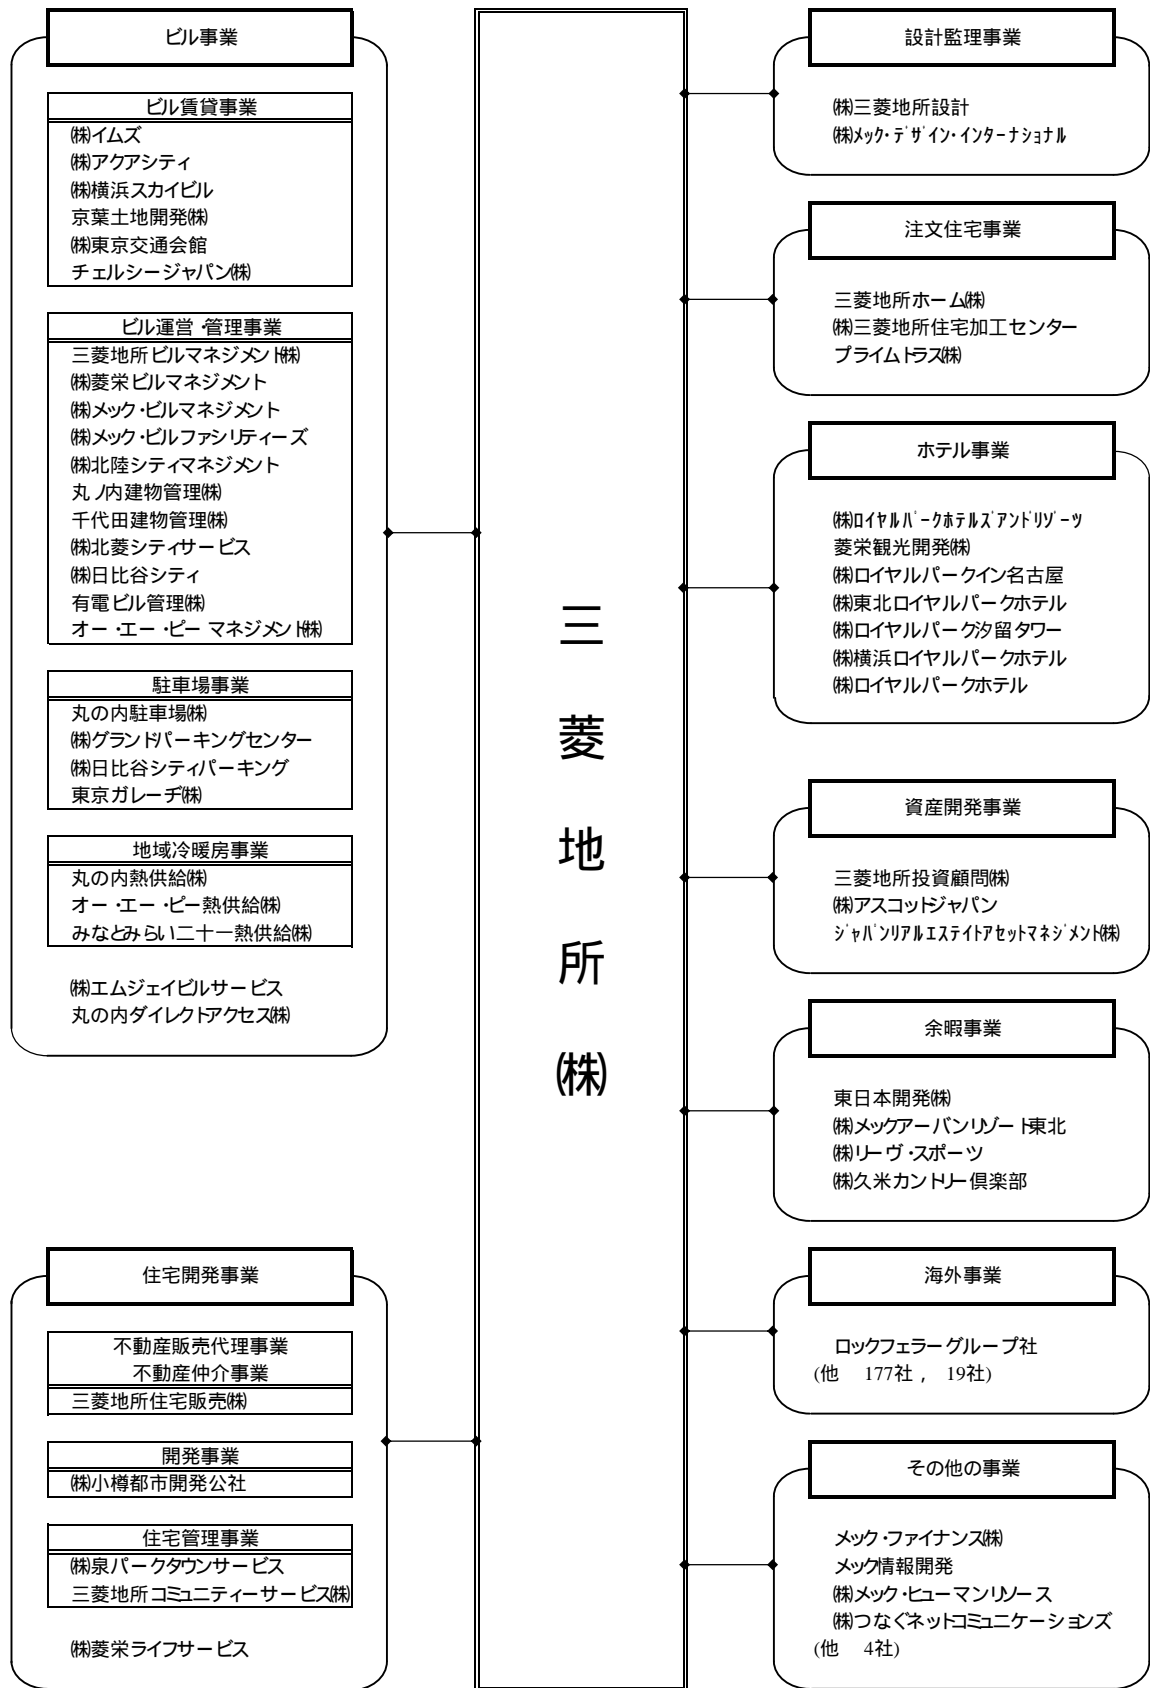 ビル事業
ビル賃貸事業
㈱イムズ
㈱アクアシティ
㈱横浜スカイビル
京葉土地開発㈱
㈱東京交通会館
チェルシージャパン㈱
ビル運営・管理事業
三菱地所ビルマネジメント㈱
㈱菱栄ビルマネジメント
㈱メック・ビルマネジメント
㈱メック・ビルファシリティーズ
㈱北陸シティマネジメント
丸ノ内建物管理㈱
千代田建物管理㈱
㈱北菱シティサービス
㈱日比谷シティ
有電ビル管理㈱
オー・エー・ピー マネジメント㈱
駐車場事業
丸の内駐車場㈱
㈱グランドパーキングセンター
㈱日比谷シティパーキング
東京ガレーヂ㈱
地域冷暖房事業
丸の内熱供給㈱
オー・エー・ピー熱供給㈱
みなとみらい二十一熱供給㈱
㈱エムジェイビルサービス
丸の内ダイレクトアクセス㈱
住宅開発事業
不動産販売代理事業
不動産仲介事業
三菱地所住宅販売㈱
開発事業
㈱小樽都市開発公社
住宅管理事業
㈱泉パークタウンサービス
三菱地所コミュニティーサービス㈱
㈱菱栄ライフサービス
三菱地所㈱
設計監理事業
㈱三菱地所設計
㈱ﾒｯｸ・ﾃﾞｻﾞｲﾝ・ｲﾝﾀｰﾅｼｮﾅﾙ
注文住宅事業
三菱地所ホーム㈱
㈱三菱地所住宅加工センター
プライムトラス㈱
ホテル事業
㈱ﾛｲﾔﾙﾊﾟｰｸﾎﾃﾙｽﾞｱﾝﾄﾞﾘｿﾞｰﾂ
菱栄観光開発㈱
㈱ロイヤルパークイン名古屋
㈱東北ロイヤルパークホテル
㈱ロイヤルパーク汐留タワー
㈱横浜ロイヤルパークホテル
㈱ロイヤルパークホテル
資産開発事業
三菱地所投資顧問㈱
㈱アスコットジャパン
ｼﾞｬﾊﾟﾝﾘｱﾙｴｽﾃｲﾄｱｾｯﾄﾏﾈｼﾞﾒﾝﾄ㈱
余暇事業
東日本開発㈱
㈱メックアーバンリゾート東北
㈱リーヴ・スポーツ
㈱久米カントリー倶楽部
海外事業
ロックフェラーグループ社
(他　177社，　19社)
その他の事業
メック・ファイナンス㈱
メック情報開発
㈱メック・ヒューマンリソース
㈱つなぐネットコミュニケーションズ
(他　4社)